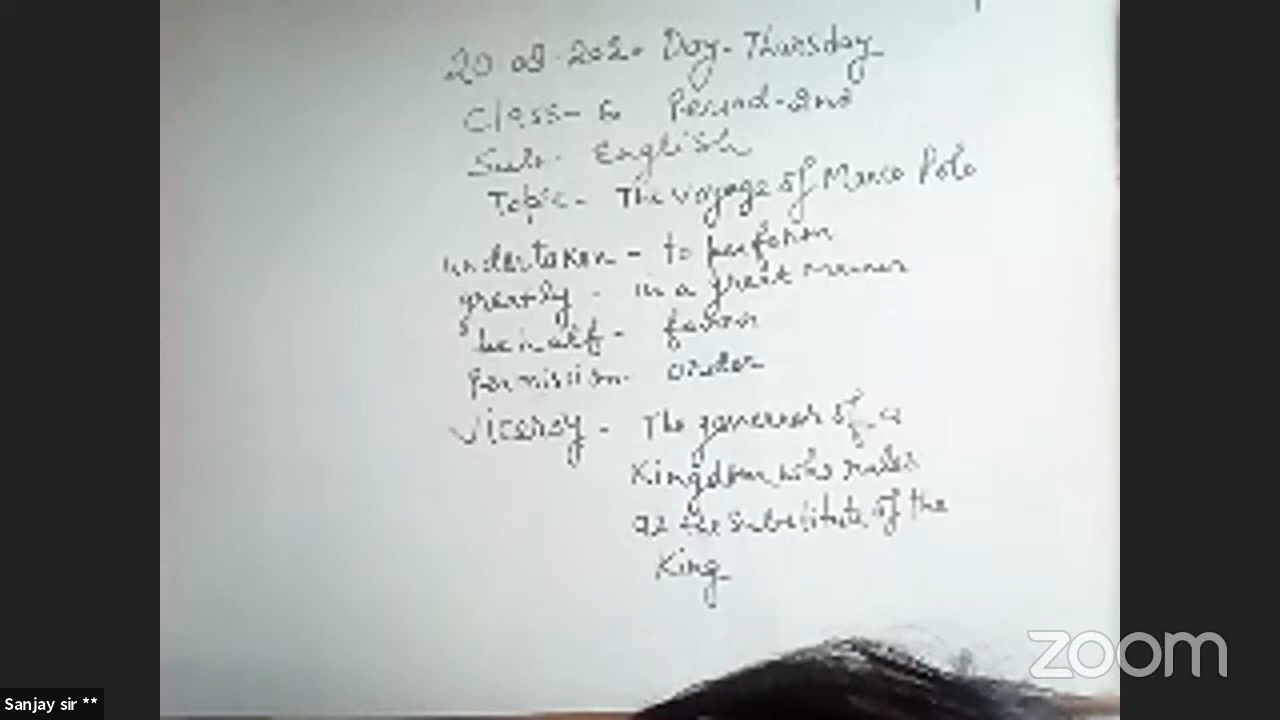 20.08.2020 Day- Thursday
Class- 6 Period- 2nd
Sub- English
Topic- The voyage of Marco Polo
undertaken - to perform
greatly - in a great manner
behalf - favour
permission- order
Viceroy - The governor of a
Kingdom who rules
as the substitute of the
King
zoom
Sanjay sir **